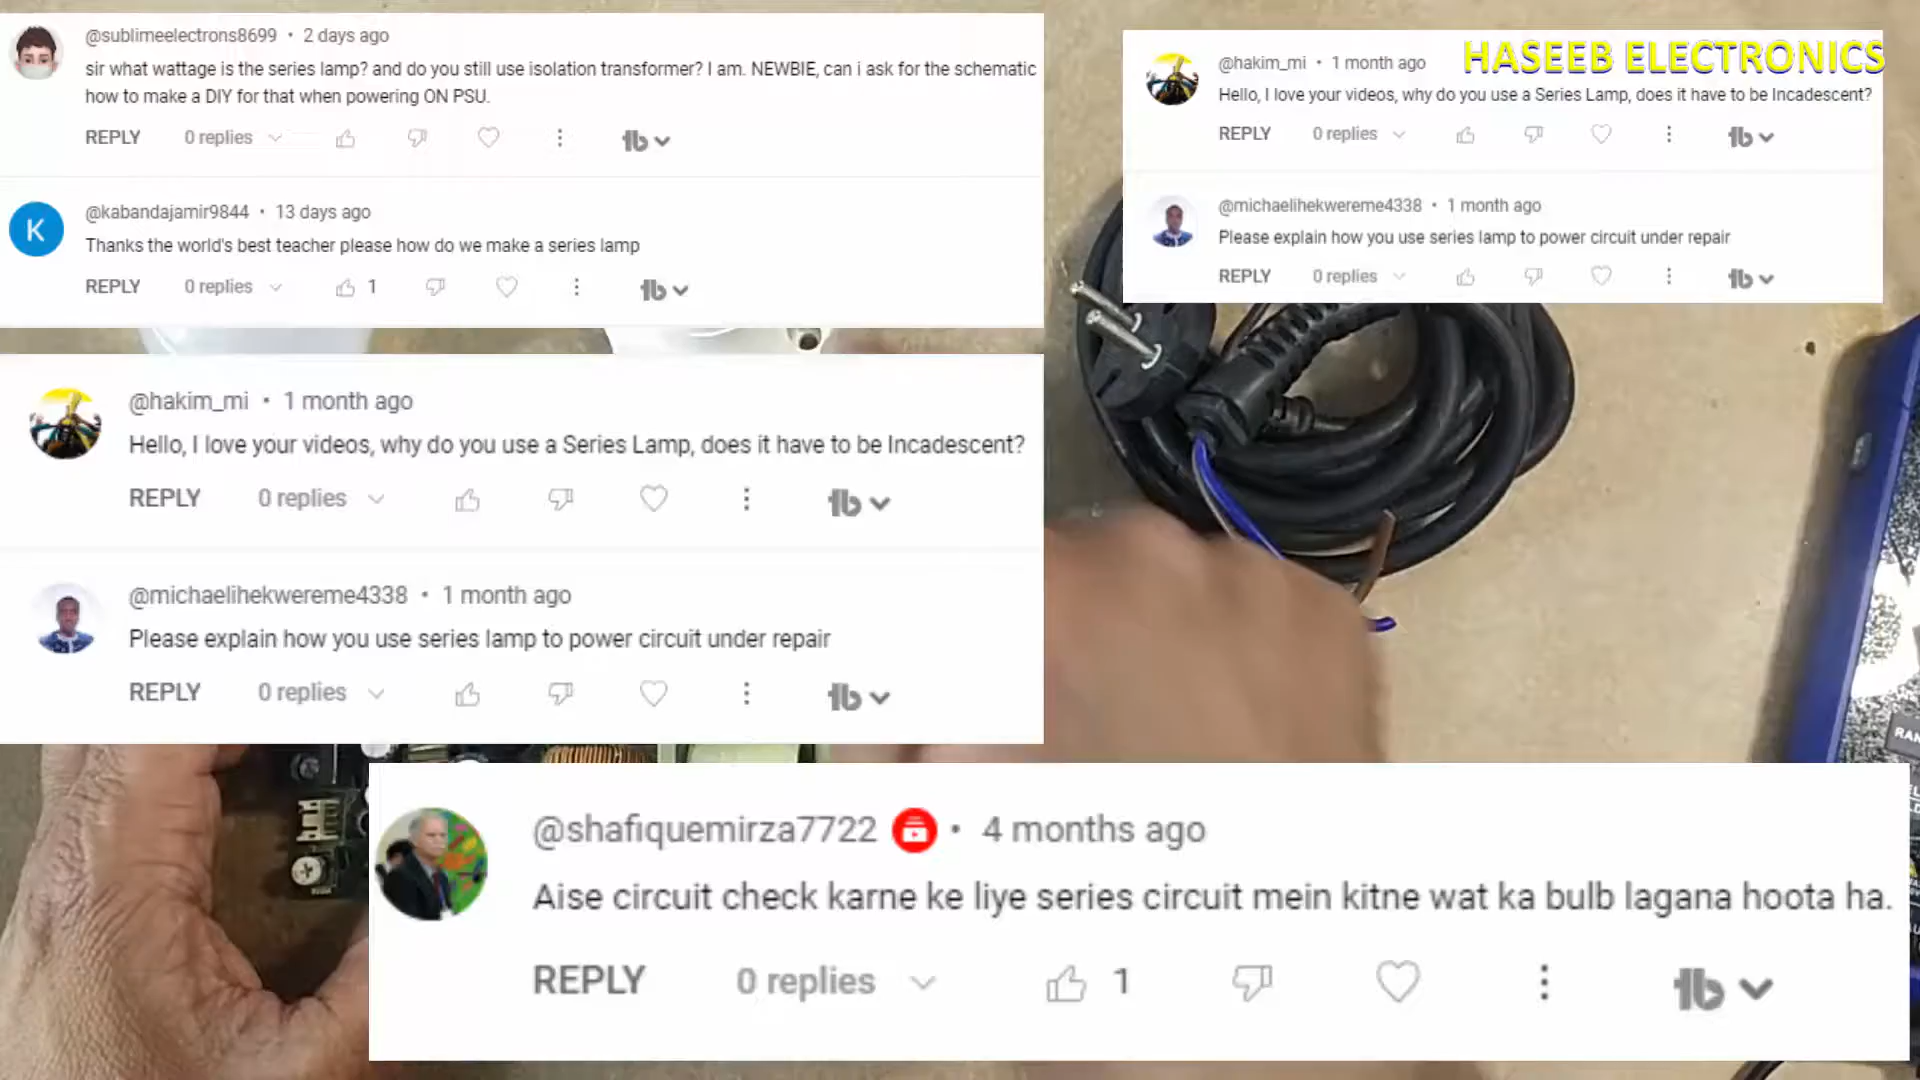 @sublimeelectrons8699 • 2 days ago
sir what wattage is the series lamp? and do you still use isolation transformer? I am. NEWBIE, can i ask for the schematic
how to make a DIY for that when powering ON PSU.
REPLY 0 replies
K
@kabandajamir9844 • 13 days ago
Thanks the world's best teacher please how do we make a series lamp
REPLY 0 replies 1
HASEEB ELECTRONICS
@hakim_mi • 1 month ago
Hello, I love your videos, why do you use a Series Lamp, does it have to be Incadescent?
REPLY 0 replies
@michaelihekwereme4338 • 1 month ago
Please explain how you use series lamp to power circuit under repair
REPLY 0 replies
@hakim_mi • 1 month ago
Hello, I love your videos, why do you use a Series Lamp, does it have to be Incadescent?
REPLY 0 replies
@michaelihekwereme4338 • 1 month ago
Please explain how you use series lamp to power circuit under repair
REPLY 0 replies
RAN
@shafiquemirza7722 • 4 months ago
Aise circuit check karne ke liye series circuit mein kitne wat ka bulb lagana hoota ha.
REPLY 0 replies 1